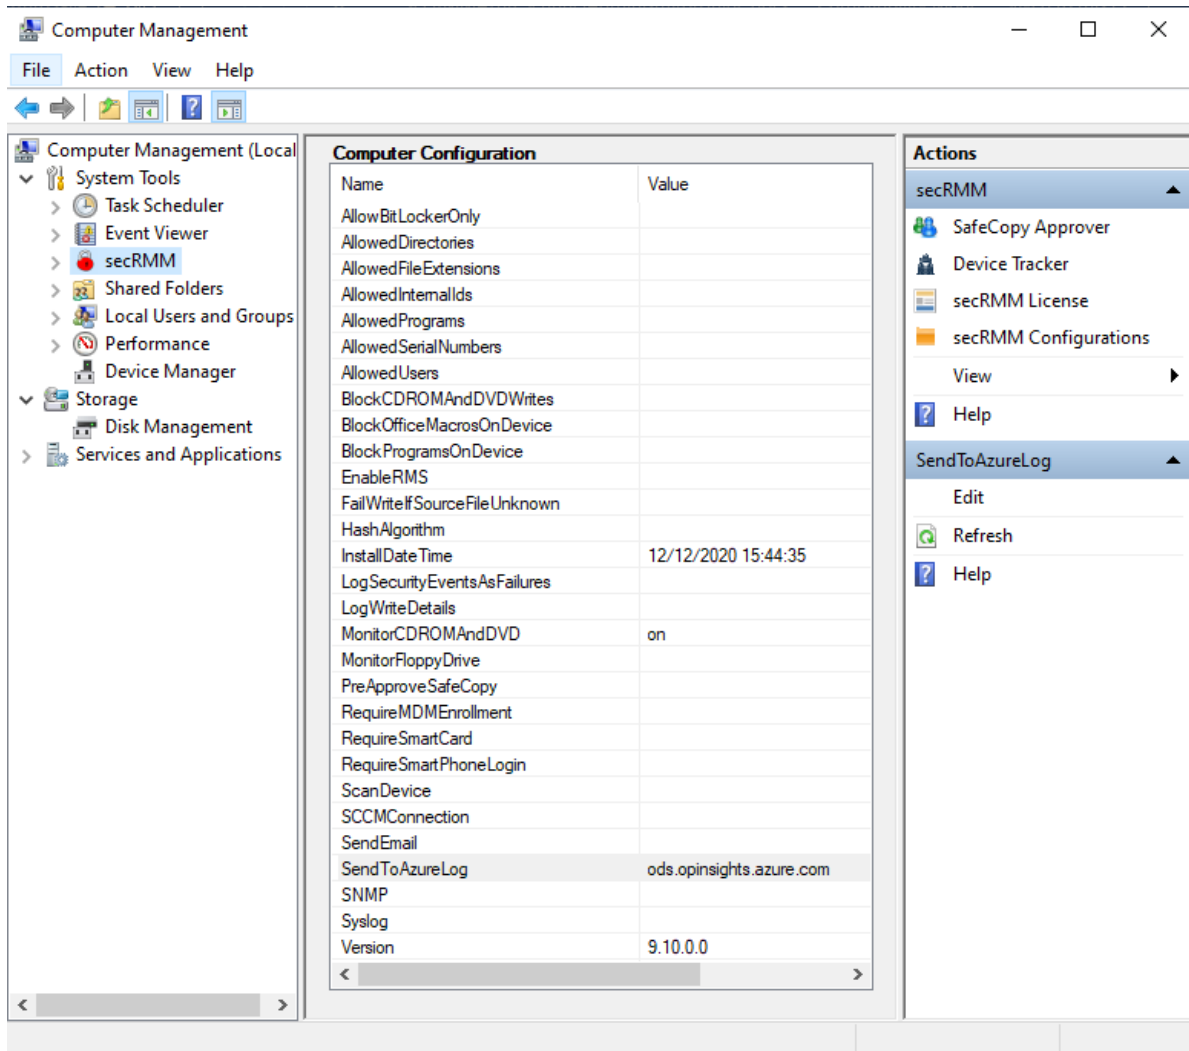 Computer Management
File Action View Help
Computer Management (Local
System Tools
Task Scheduler
Event Viewer
secRMM
Shared Folders
Local Users and Groups
Performance
Device Manager
Storage
Disk Management
Services and Applications
Computer Configuration
Name Value
AllowBitLockerOnly
AllowedDirectories
AllowedFileExtensions
AllowedInternalIds
AllowedPrograms
AllowedSerialNumbers
AllowedUsers
BlockCDROMAndDVDWrites
BlockOfficeMacrosOnDevice
BlockProgramsOnDevice
EnableRMS
FailWriteIfSourceFileUnknown
HashAlgorithm
InstallDateTime 12/12/2020 15:44:35
LogSecurityEventsAsFailures
LogWriteDetails
MonitorCDROMAndDVD on
MonitorFloppyDrive
PreApproveSafeCopy
RequireMDMEnrollment
RequireSmartCard
RequireSmartPhoneLogin
ScanDevice
SCCMConnection
SendEmail
SendToAzureLog ods.opinsights.azure.com
SNMP
Syslog
Version 9.10.0.0
Actions
secRMM
SafeCopy Approver
Device Tracker
secRMM License
secRMM Configurations
View
Help
SendToAzureLog
Edit
Refresh
Help